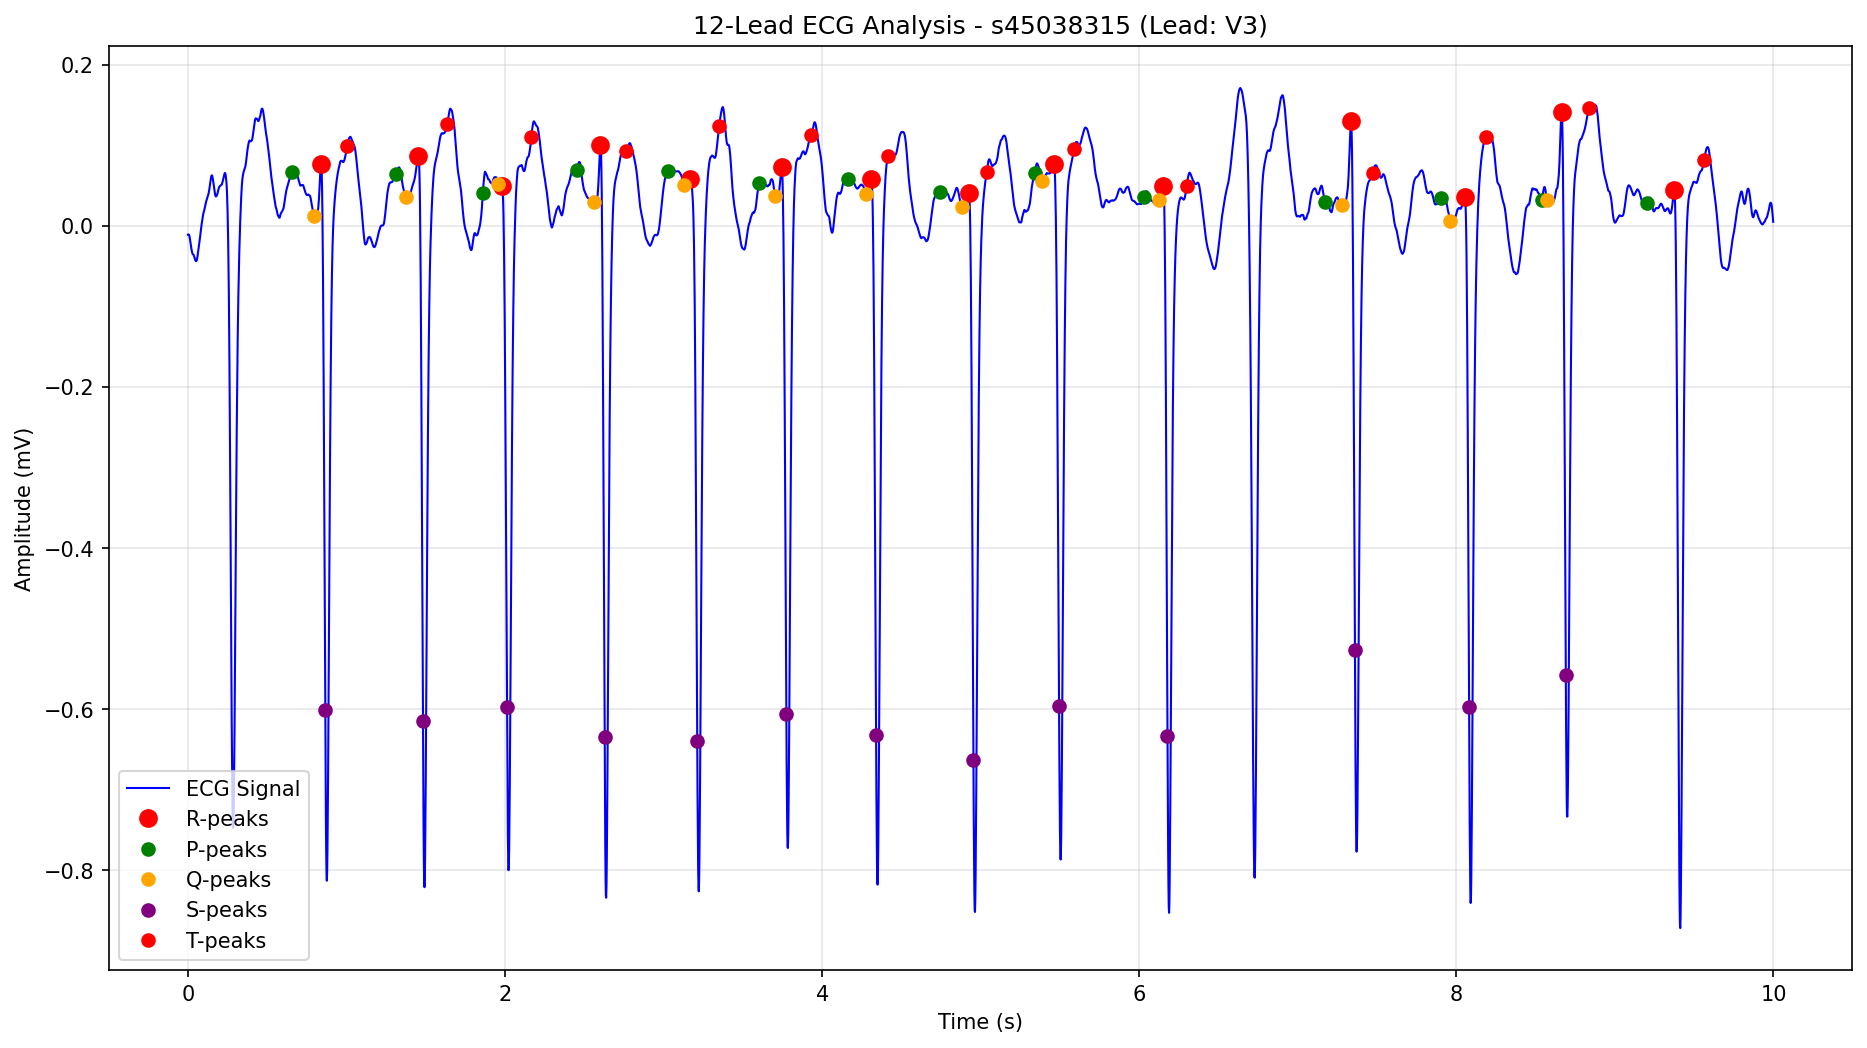 12-Lead ECG Analysis - s45038315 (Lead: V3)
Amplitude (mV)
0.2
0.0
−0.2
−0.4
−0.6
−0.8
ECG Signal
R-peaks
P-peaks
Q-peaks
S-peaks
T-peaks
0 2 4 6 8 10
Time (s)